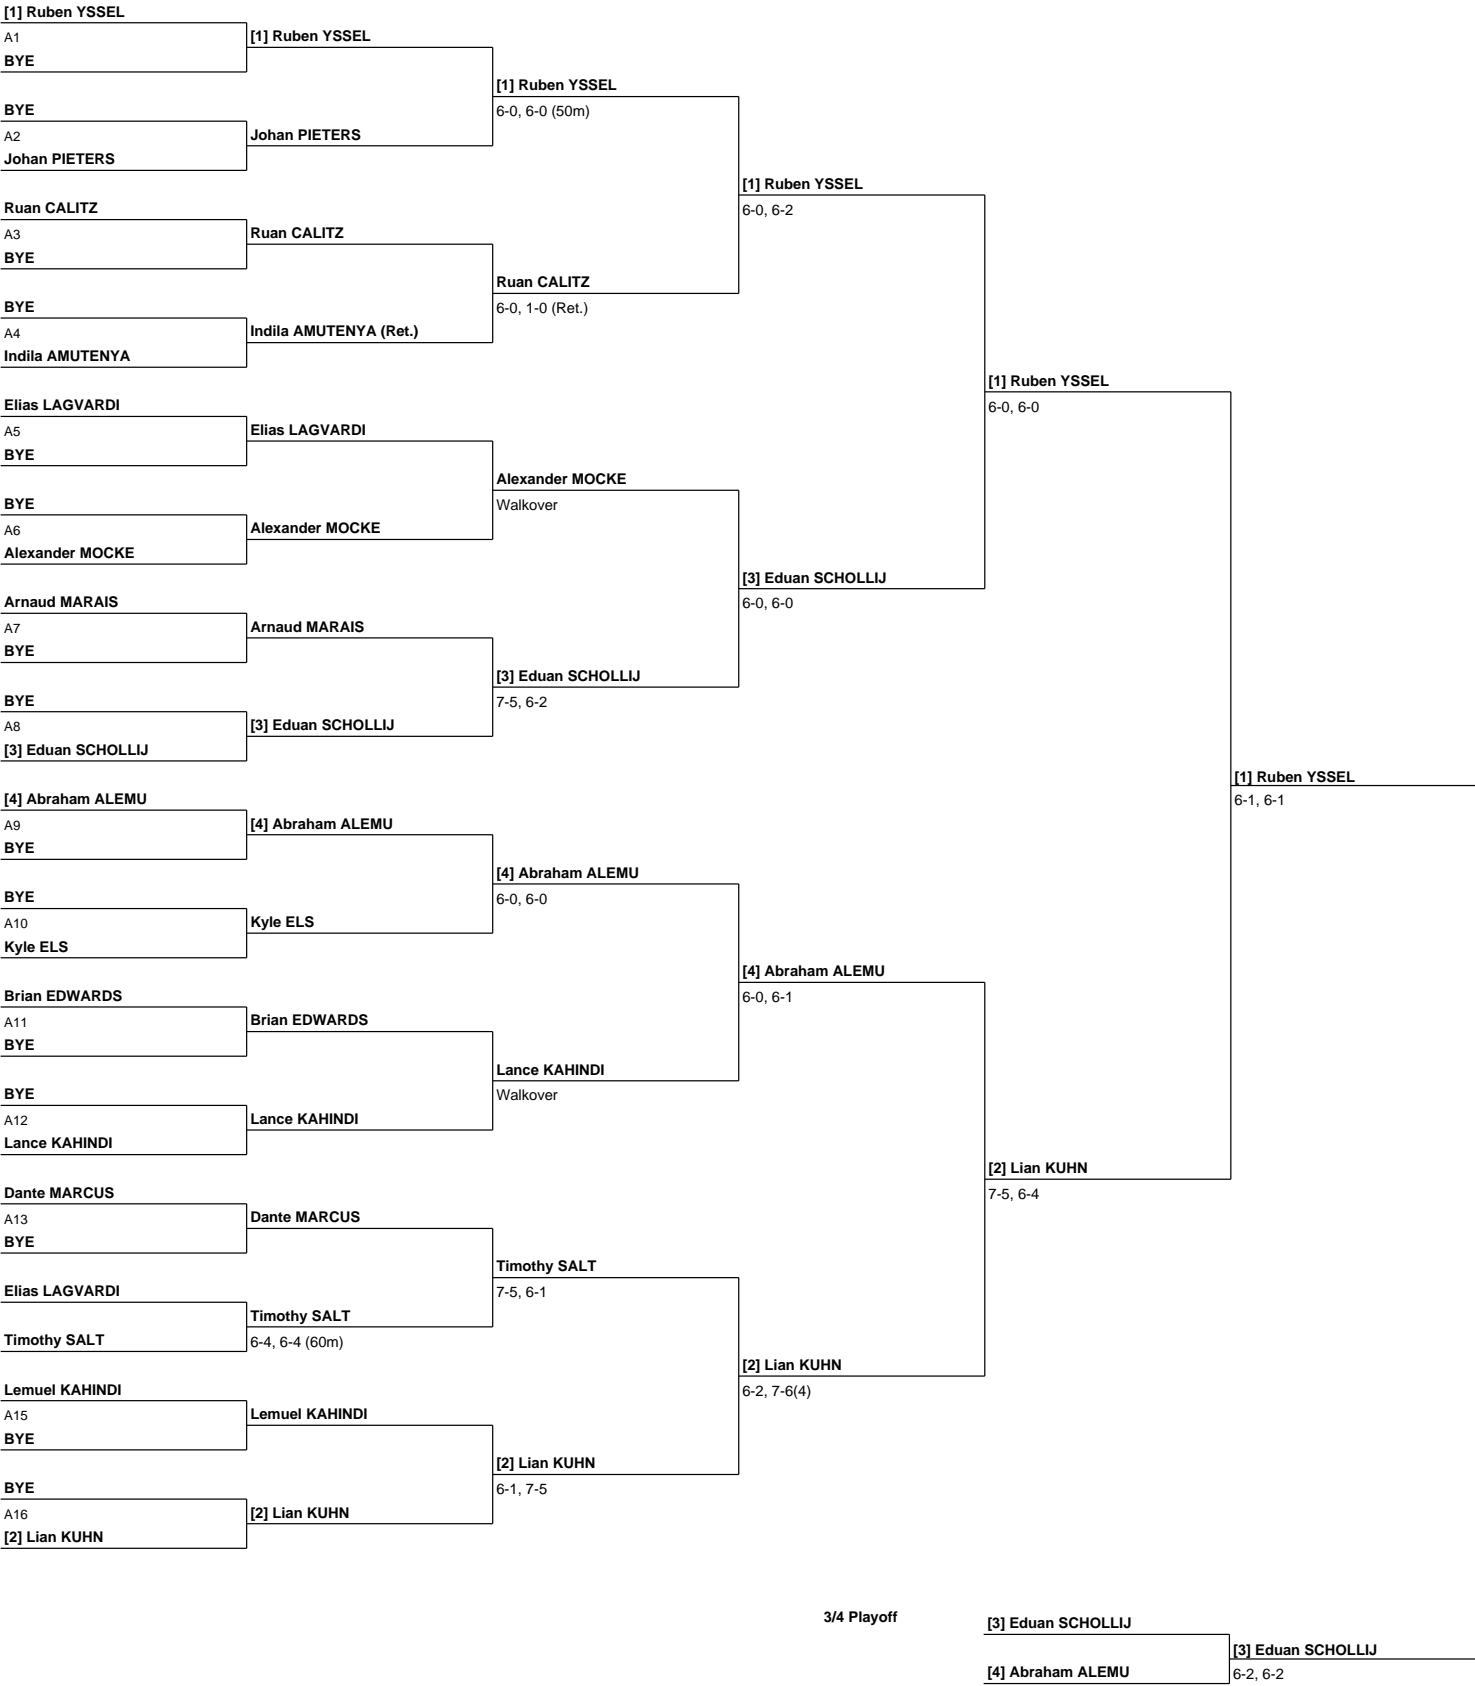 [1] Ruben YSSEL
A1
BYE
BYE
A2
Johan PIETERS
Ruan CALITZ
A3
BYE
BYE
A4
Indila AMUTENYA
Elias LAGVARDI
A5
BYE
BYE
A6
Alexander MOCKE
Arnaud MARAIS
A7
BYE
BYE
A8
[3] Eduan SCHOLLIJ
[4] Abraham ALEMU
A9
BYE
BYE
A10
Kyle ELS
Brian EDWARDS
A11
BYE
BYE
A12
Lance KAHINDI
Dante MARCUS
A13
BYE
Elias LAGVARDI
Timothy SALT
Lemuel KAHINDI
A15
BYE
BYE
A16
[2] Lian KUHN
[1] Ruben YSSEL
Johan PIETERS
Ruan CALITZ
Indila AMUTENYA (Ret.)
Elias LAGVARDI
Alexander MOCKE
Arnaud MARAIS
[3] Eduan SCHOLLIJ
[4] Abraham ALEMU
Kyle ELS
Brian EDWARDS
Lance KAHINDI
Dante MARCUS
Timothy SALT
6-4, 6-4 (60m)
Lemuel KAHINDI
[2] Lian KUHN
[1] Ruben YSSEL
6-0, 6-0 (50m)
Ruan CALITZ
6-0, 1-0 (Ret.)
Alexander MOCKE
Walkover
[3] Eduan SCHOLLIJ
7-5, 6-2
[4] Abraham ALEMU
6-0, 6-0
Lance KAHINDI
Walkover
Timothy SALT
7-5, 6-1
[2] Lian KUHN
6-1, 7-5
[1] Ruben YSSEL
6-0, 6-2
[3] Eduan SCHOLLIJ
6-0, 6-0
[4] Abraham ALEMU
6-0, 6-1
[2] Lian KUHN
6-2, 7-6(4)
[1] Ruben YSSEL
6-0, 6-0
[2] Lian KUHN
7-5, 6-4
[1] Ruben YSSEL
6-1, 6-1
3/4 Playoff
[3] Eduan SCHOLLIJ
[4] Abraham ALEMU
[3] Eduan SCHOLLIJ
6-2, 6-2